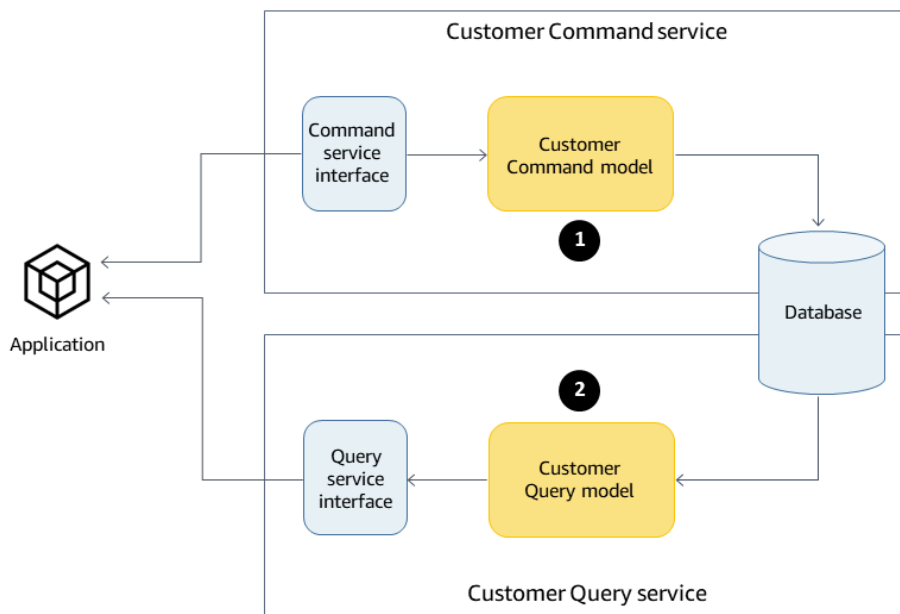 Customer Command service
Command
service
interface
Customer
Command model
1
Database
Application
2
Query
service
interface
Customer
Query model
Customer Query service